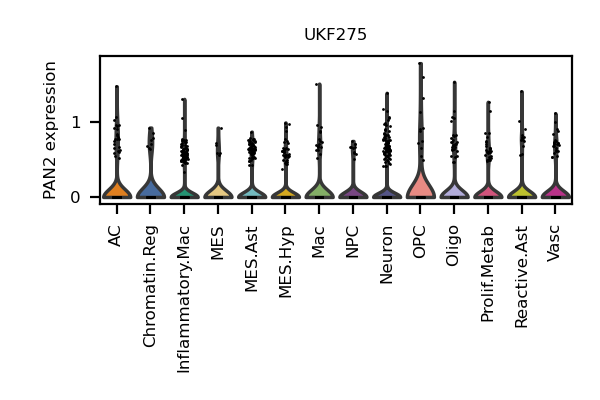 UKF275
PAN2 expression
1
0
AC
Chromatin.Reg
Inflammatory.Mac
MES
MES.Ast
MES.Hyp
Mac
NPC
Neuron
OPC
Oligo
Prolif.Metab
Reactive.Ast
Vasc